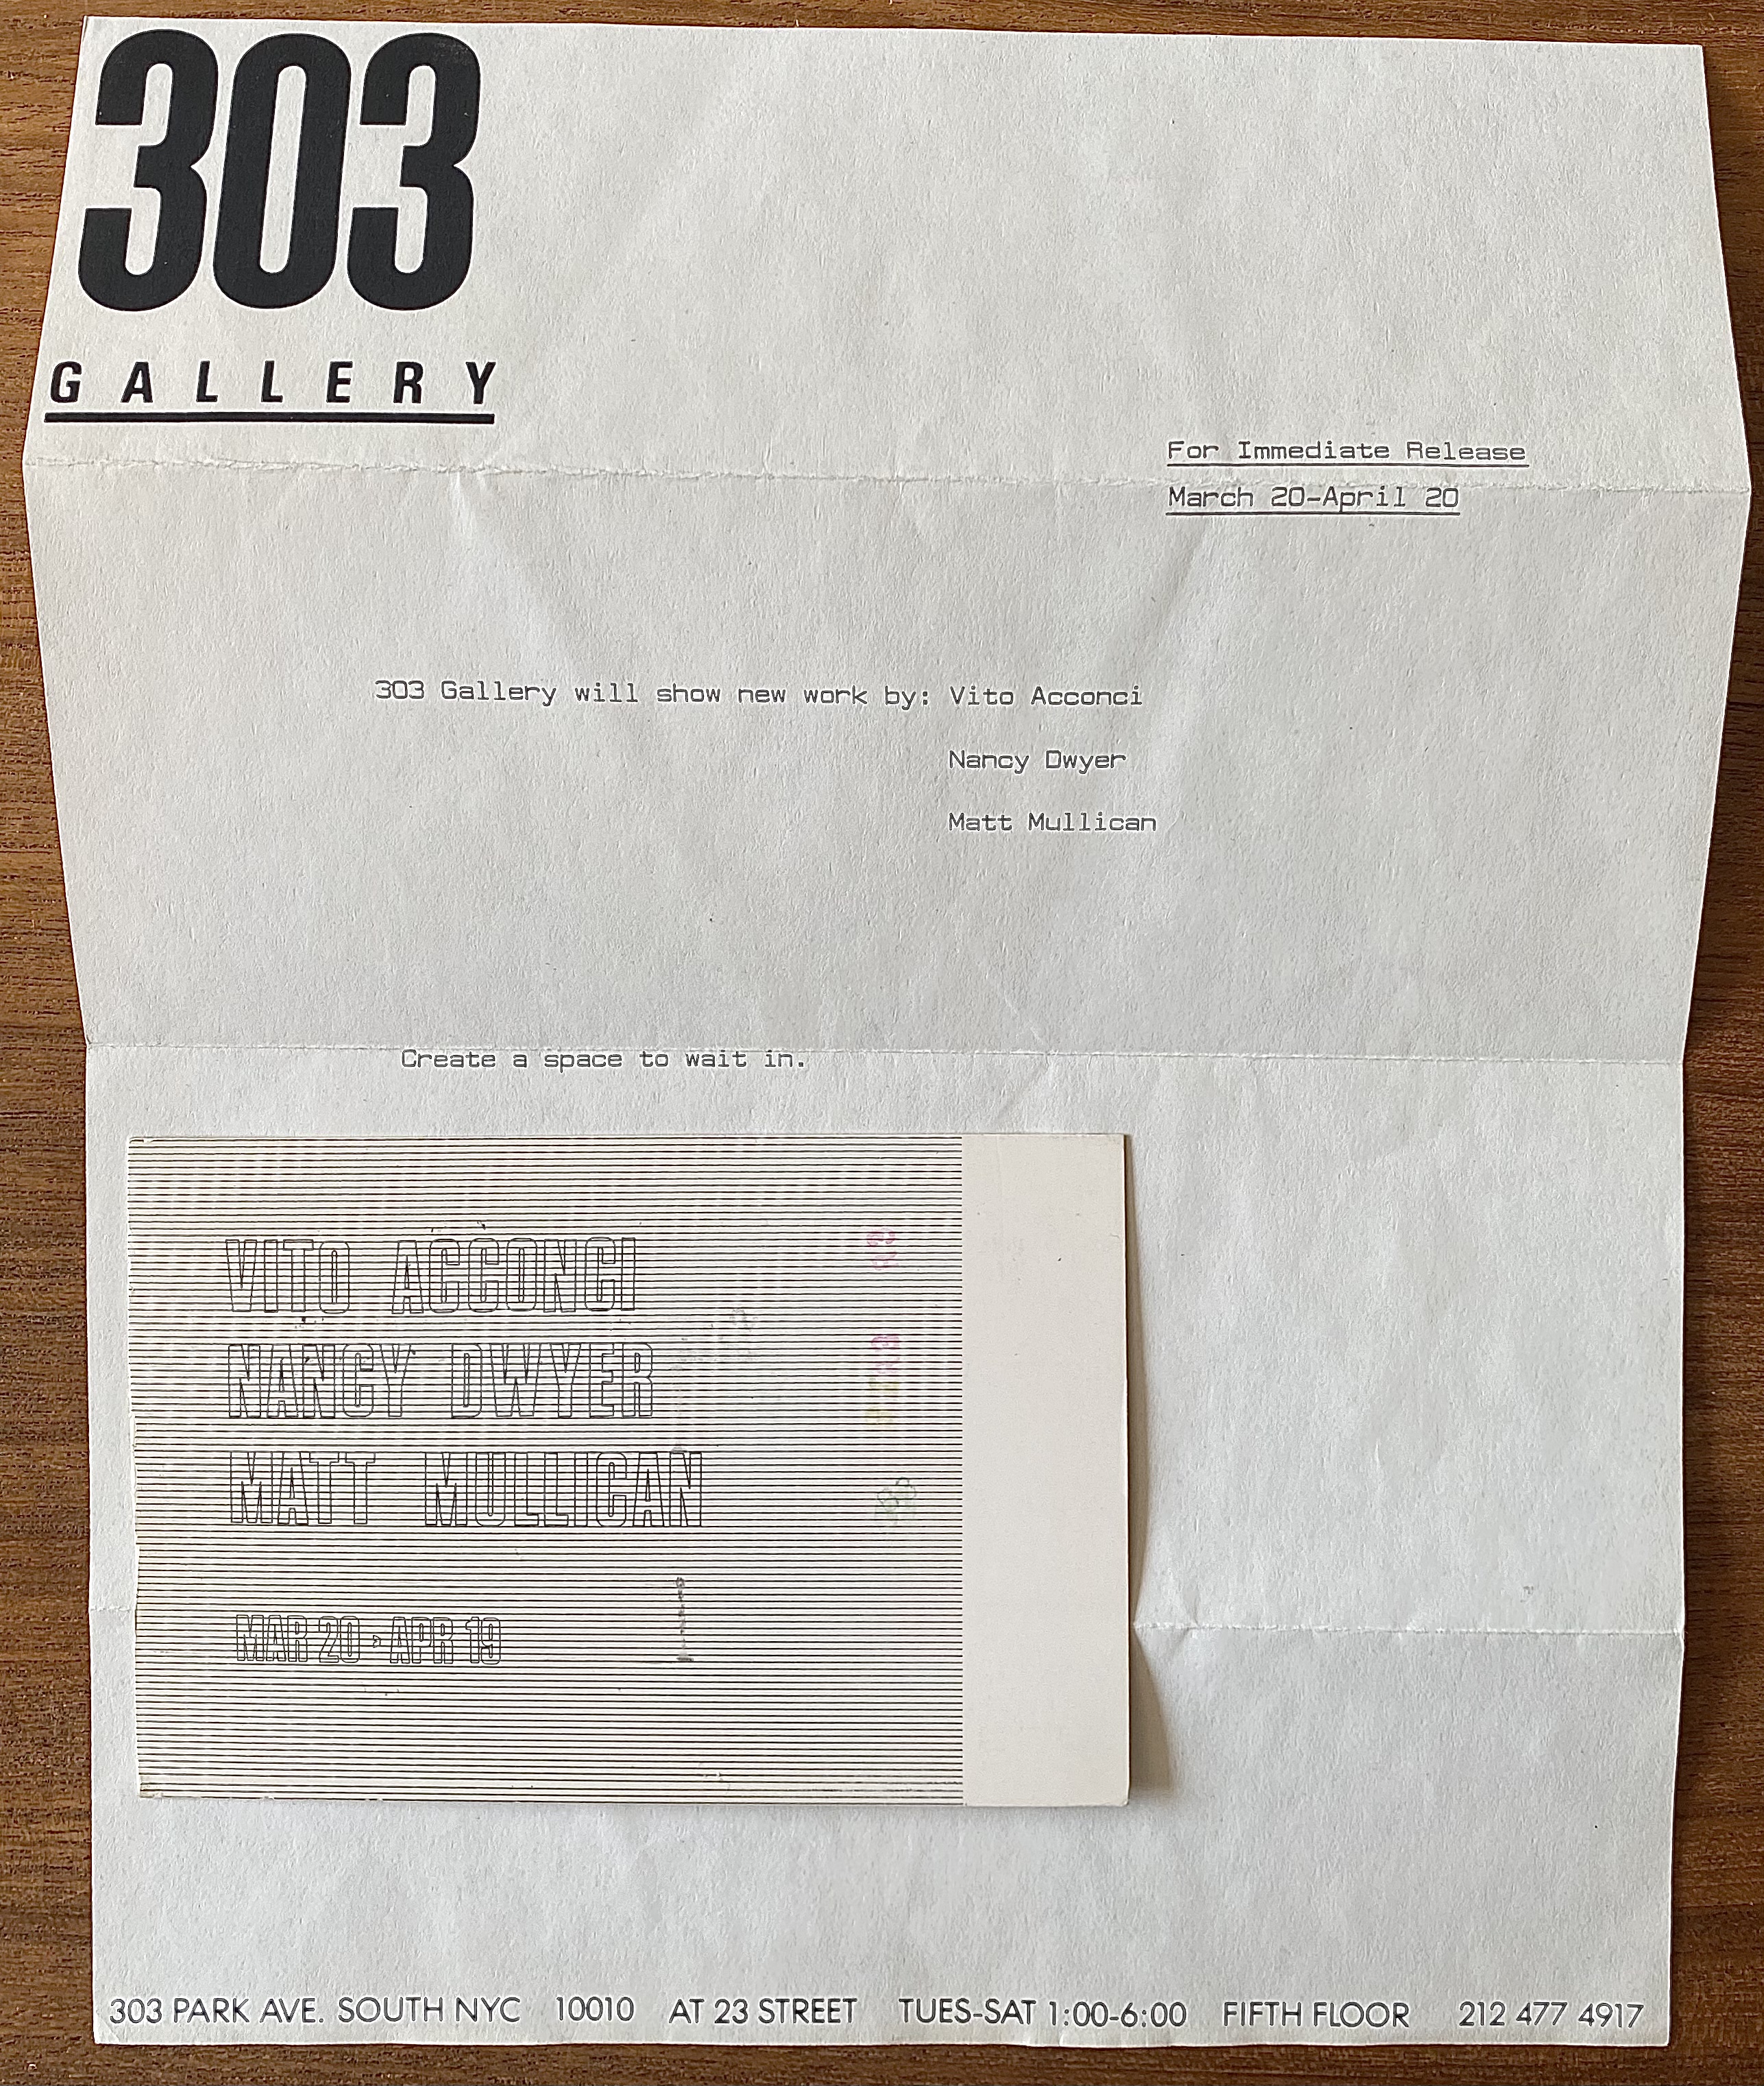 303
GALLERY
For Immediate Release
March 20-April 20
303 Gallery will show new work by: Vito Acconci
Nancy Dwyer
Matt Mullican
Create a space to wait in.
VITO ACCONCI
NANCY DWYER
MATT MULLICAN
MAR 20 - APR 19
303 PARK AVE. SOUTH NYC 10010 AT 23 STREET TUES-SAT 1:00-6:00 FIFTH FLOOR 212 477 4917